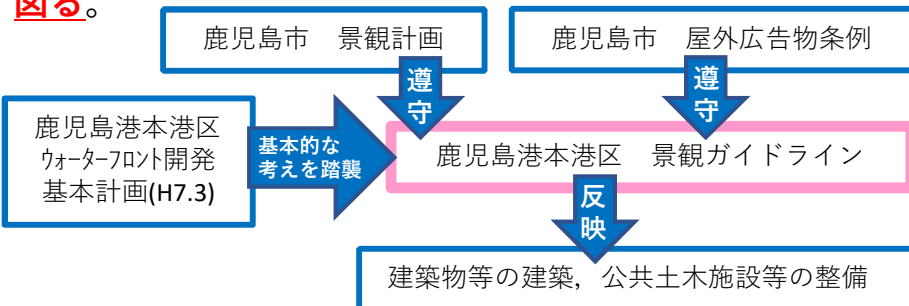 図る。
鹿児島市　景観計画
鹿児島市　屋外広告物条例
遵守
遵守
鹿児島港本港区
ｳｫｰﾀｰﾌﾛﾝﾄ開発
基本計画(H7.3)
基本的な
考えを踏襲
鹿児島港本港区　景観ガイドライン
反映
建築物等の建築，公共土木施設等の整備